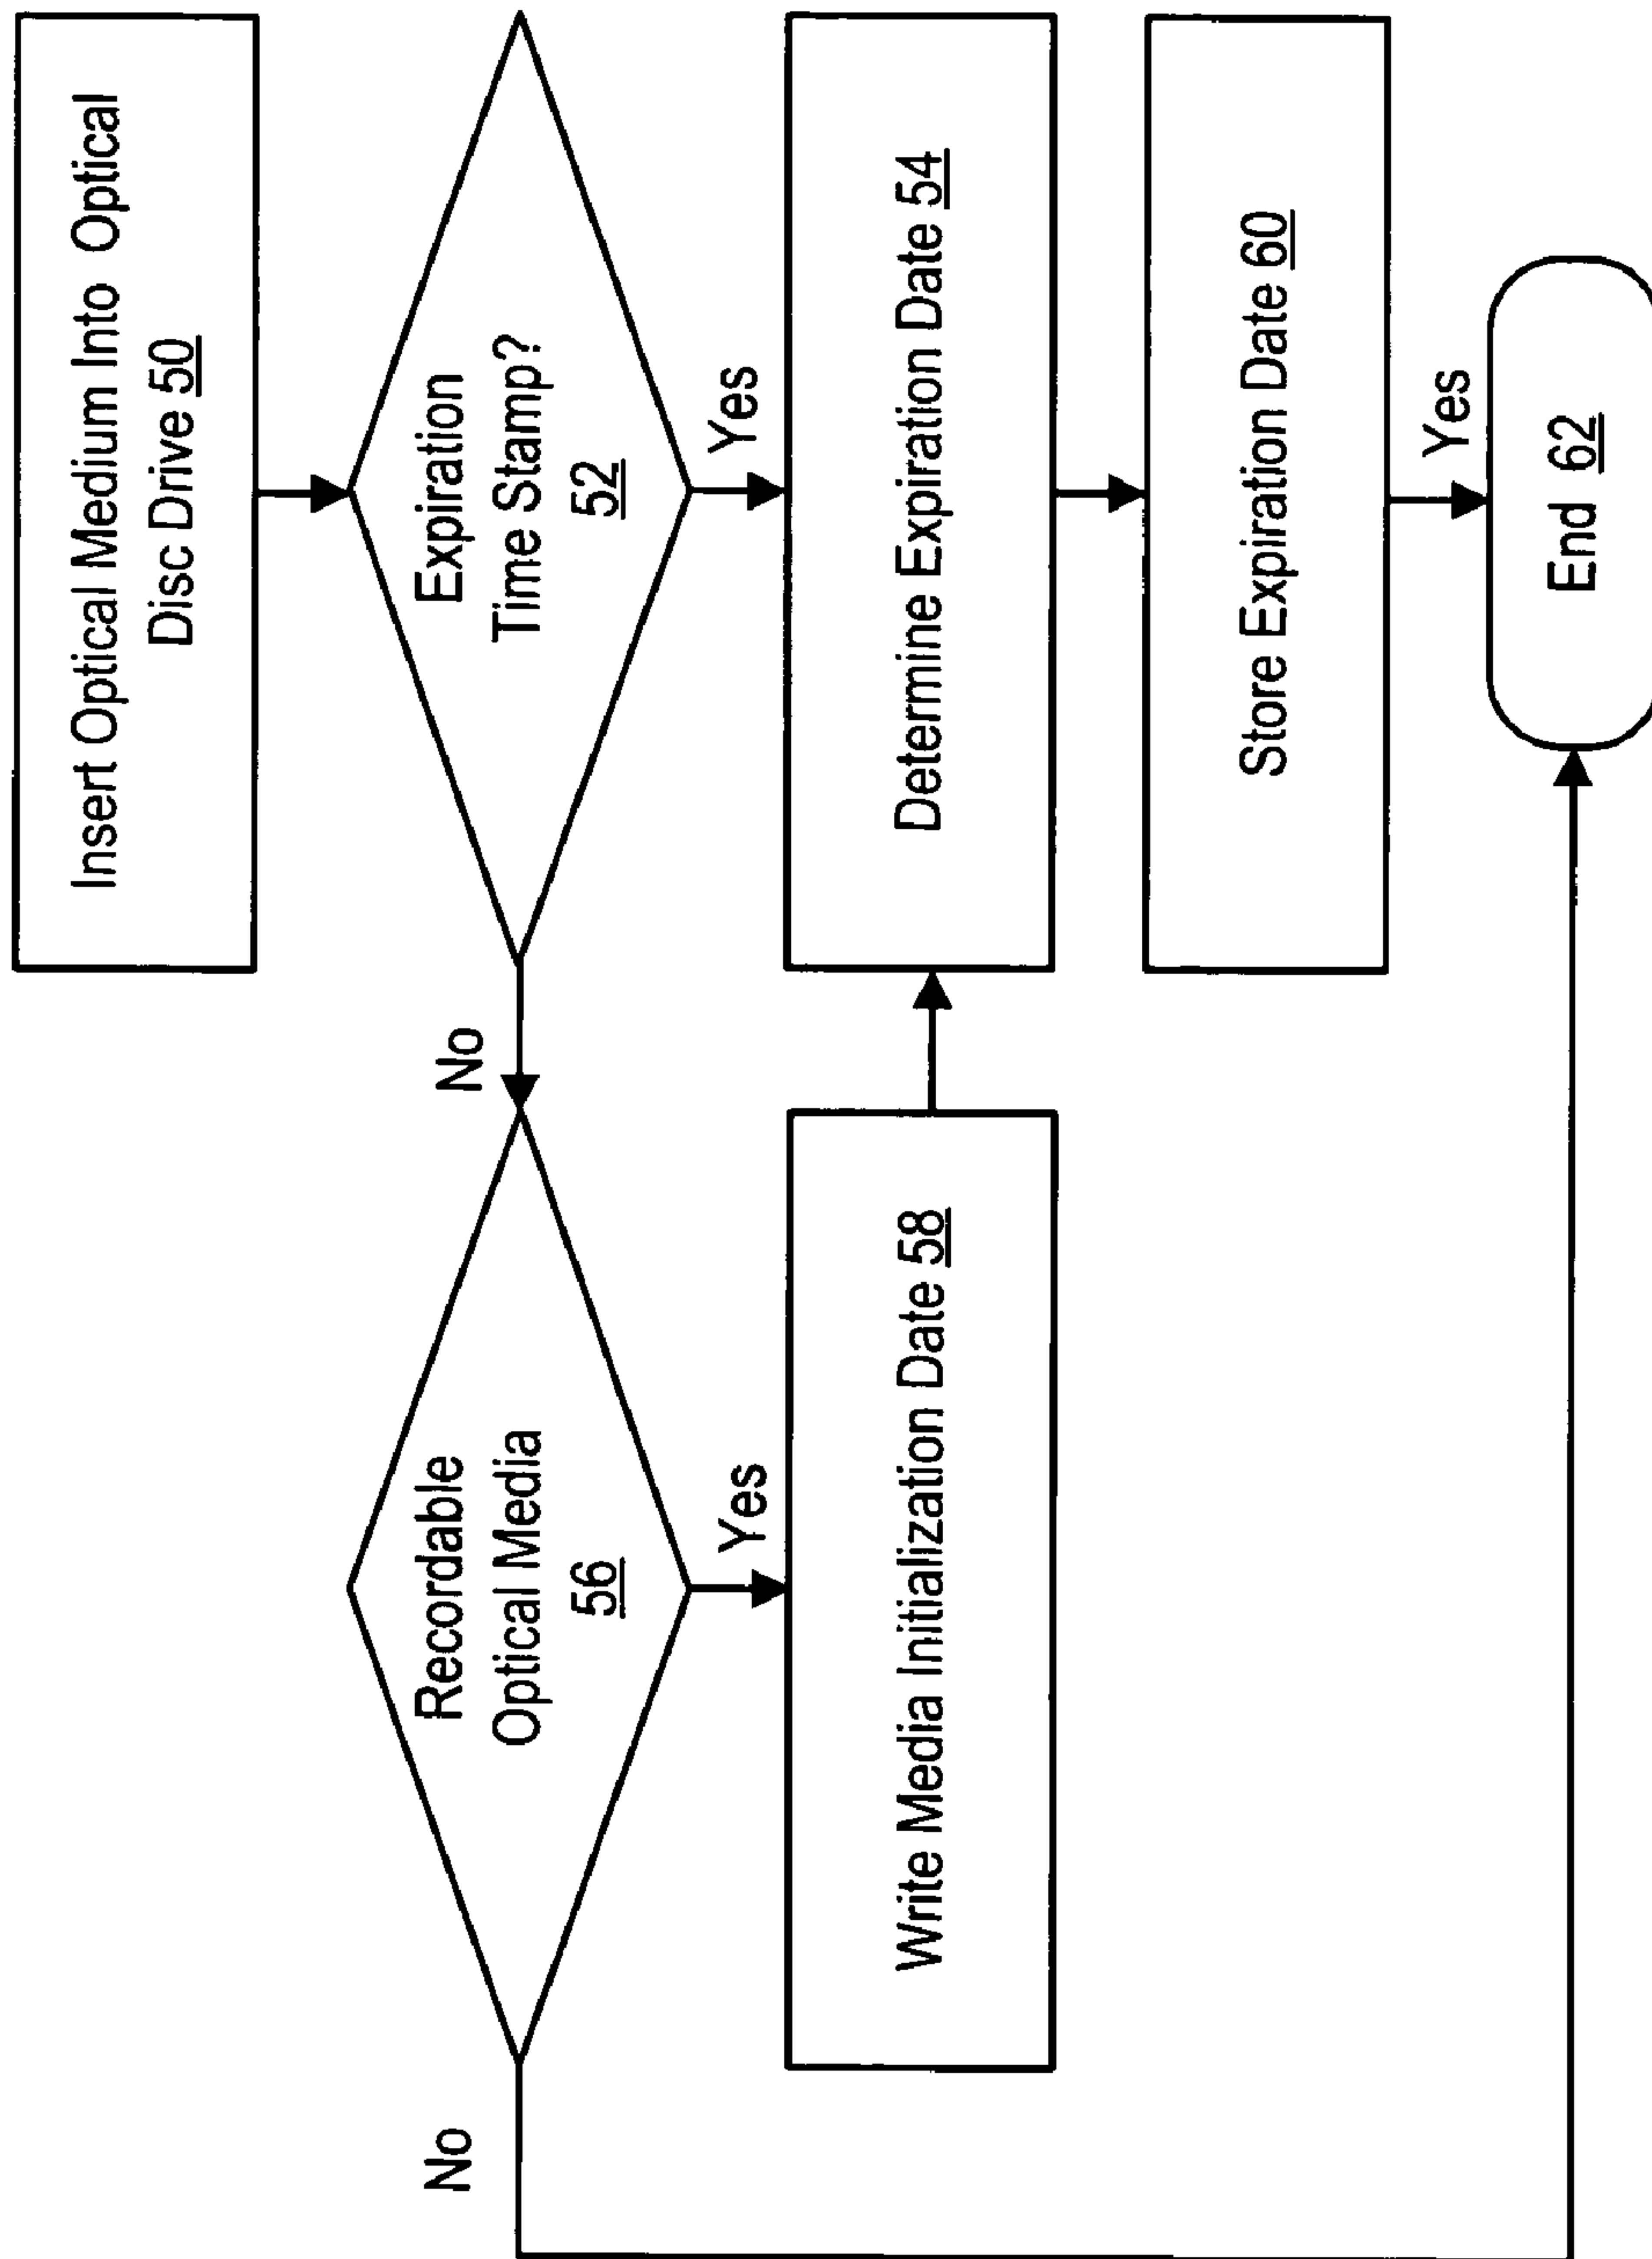 Insert Optical Medium Into Optical
Disc Drive 50
Expiration
Time Stamp?
52
No
Yes
Recordable
Optical Media
56
No
Yes
Determine Expiration Date 54
Write Media Initialization Date 58
Store Expiration Date 60
Yes
End 62